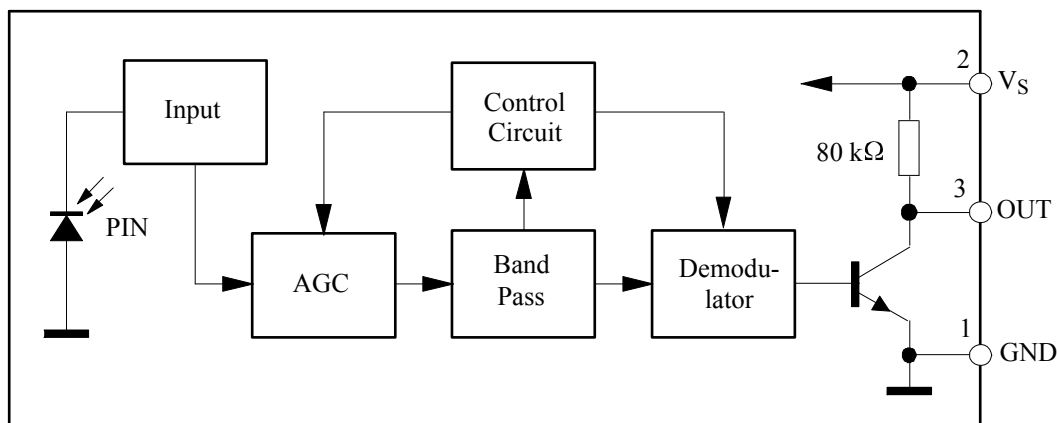 Input
Control
Circuit
2
V_S
80 kΩ
3
OUT
PIN
AGC
Band
Pass
Demodu-
lator
1
GND